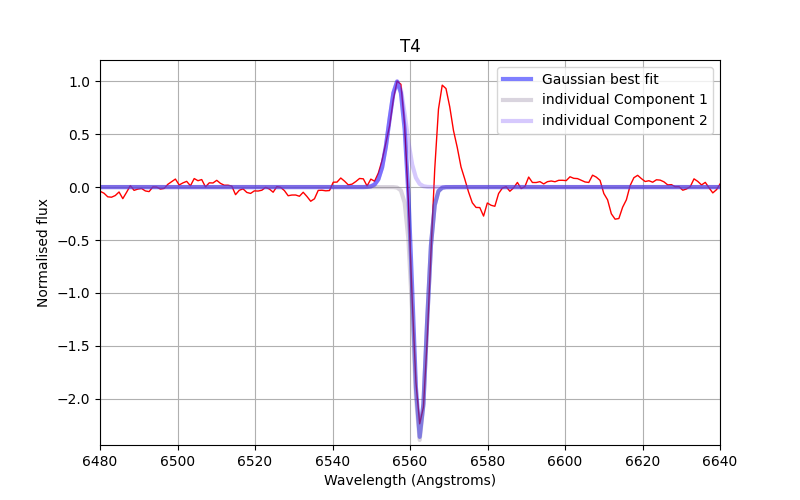 T4
Gaussian best fit
individual Component 1
individual Component 2
Normalised flux
1.0
0.5
0.0
−0.5
−1.0
−1.5
−2.0
6480 6500 6520 6540 6560 6580 6600 6620 6640
Wavelength (Angstroms)